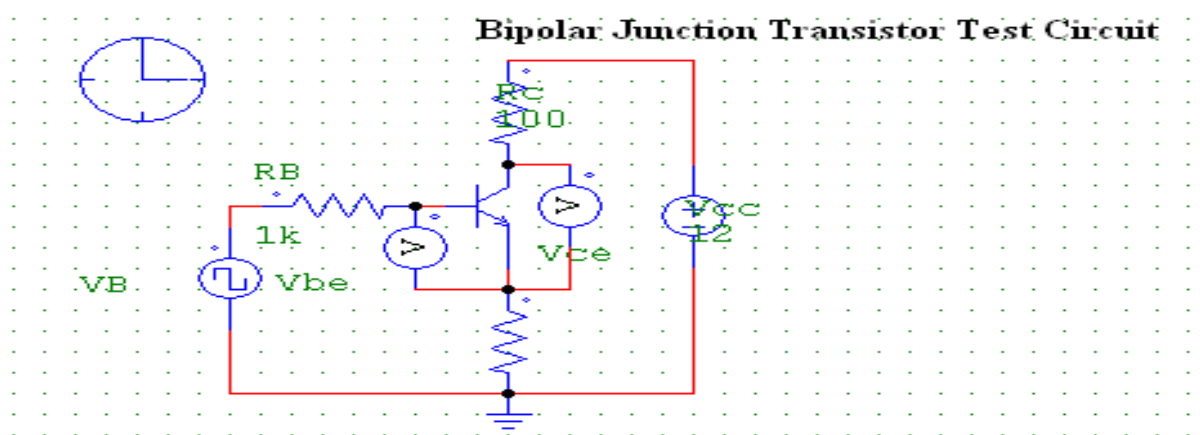 Bipolar Junction Transistor Test Circuit
RC
100
RB
1k
V
V
Vcc
12
Vce
VB
Vbe